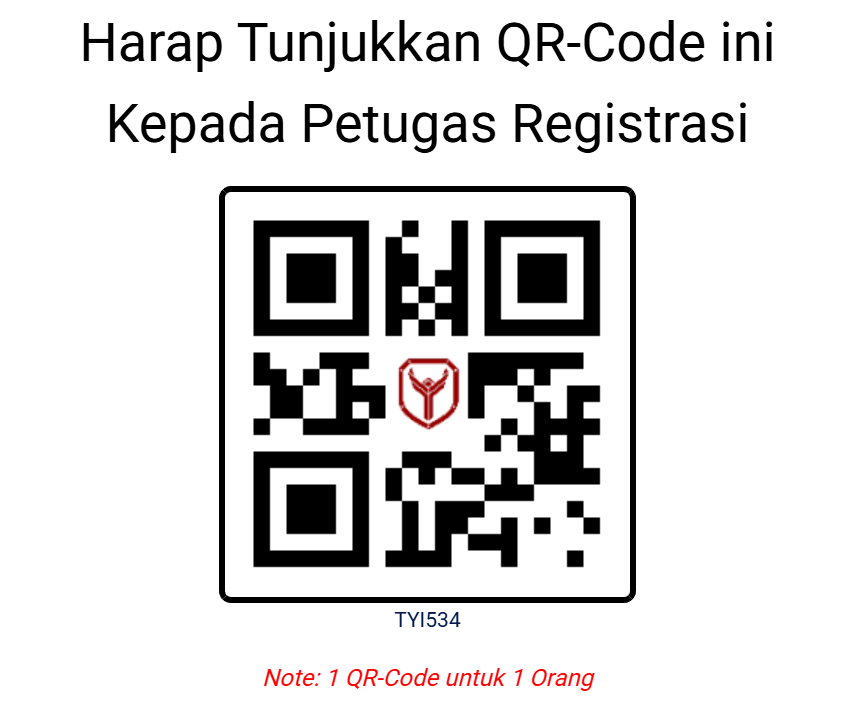 Harap Tunjukkan QR-Code ini
Kepada Petugas Registrasi
TYI534
Note: 1 QR-Code untuk 1 Orang